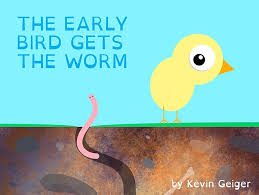 THE EARLY
BIRD GETS
THE WORM
by Kevin Geiger